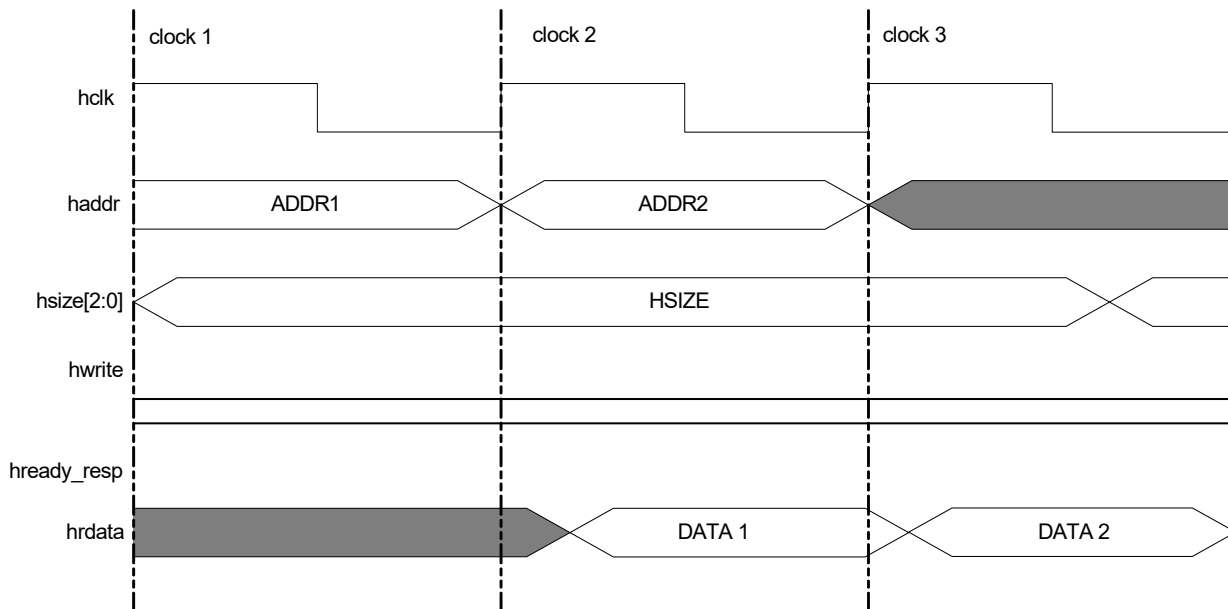 clock 1 clock 2 clock 3
hclk
haddr ADDR1 ADDR2
hsize[2:0] HSIZE
hwrite
hready_resp
hrdata DATA 1 DATA 2